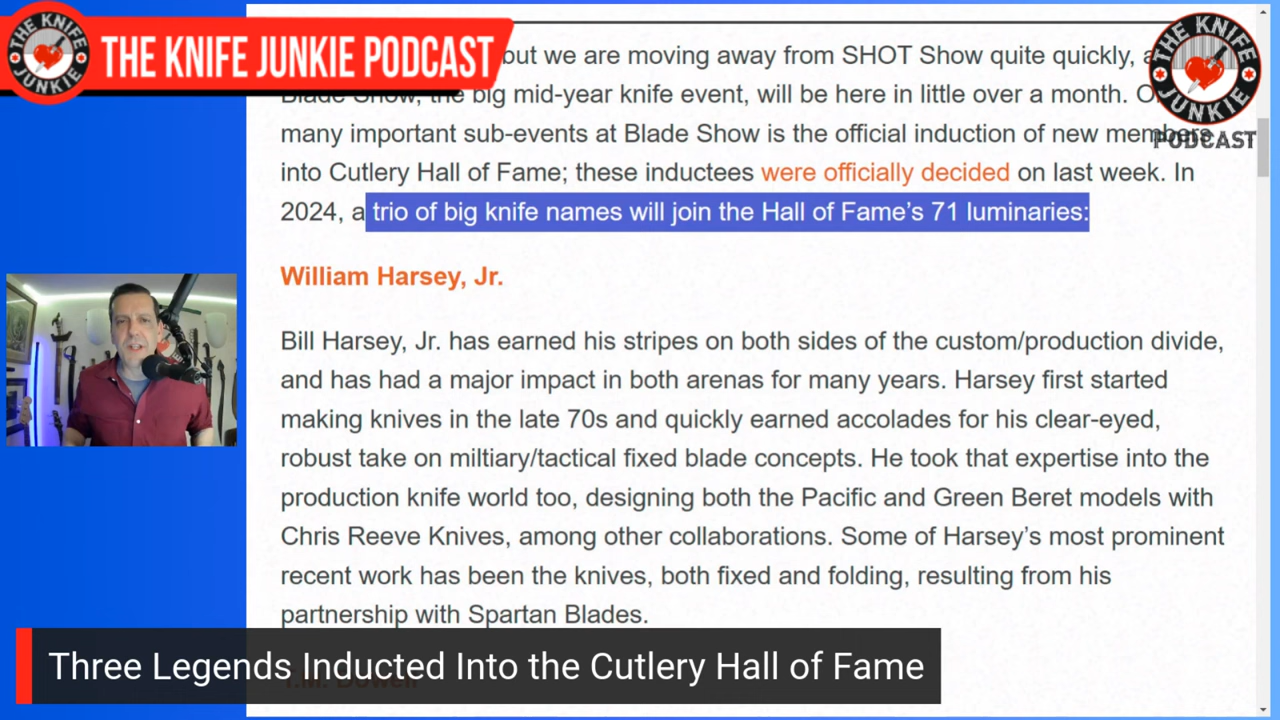 THE KNIFE JUNKIE
THE KNIFE JUNKIE PODCAST
THE KNIFE JUNKIE
PODCAST
but we are moving away from SHOT Show quite quickly, a
Blade Show, the big mid-year knife event, will be here in little over a month. O
many important sub-events at Blade Show is the official induction of new members
into Cutlery Hall of Fame; these inductees were officially decided on last week. In
2024, a trio of big knife names will join the Hall of Fame’s 71 luminaries:
William Harsey, Jr.
Bill Harsey, Jr. has earned his stripes on both sides of the custom/production divide,
and has had a major impact in both arenas for many years. Harsey first started
making knives in the late 70s and quickly earned accolades for his clear-eyed,
robust take on miltiary/tactical fixed blade concepts. He took that expertise into the
production knife world too, designing both the Pacific and Green Beret models with
Chris Reeve Knives, among other collaborations. Some of Harsey’s most prominent
recent work has been the knives, both fixed and folding, resulting from his
partnership with Spartan Blades.
Three Legends Inducted Into the Cutlery Hall of Fame